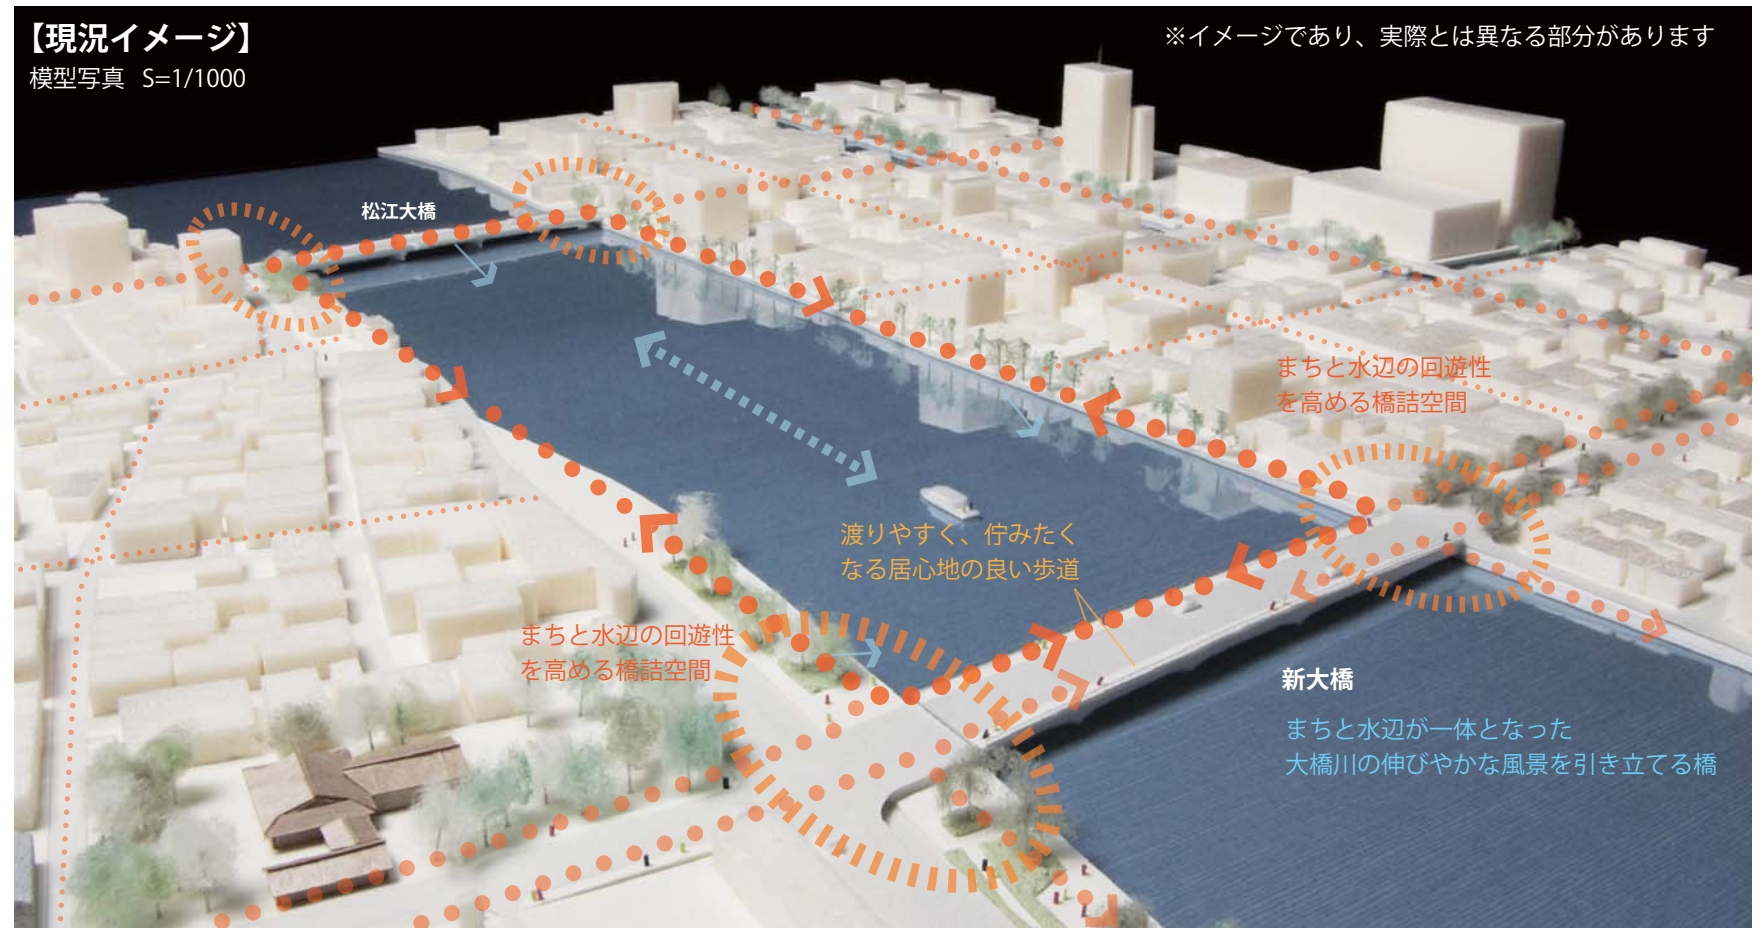 【現況イメージ】
模型写真 S=1/1000
※イメージであり、実際とは異なる部分があります
松江大橋
まちと水辺の回遊性
を高める橋詰空間
渡りやすく、佇みたく
なる居心地の良い歩道
まちと水辺の回遊性
を高める橋詰空間
新大橋
まちと水辺が一体となった
大橋川の伸びやかな風景を引き立てる橋